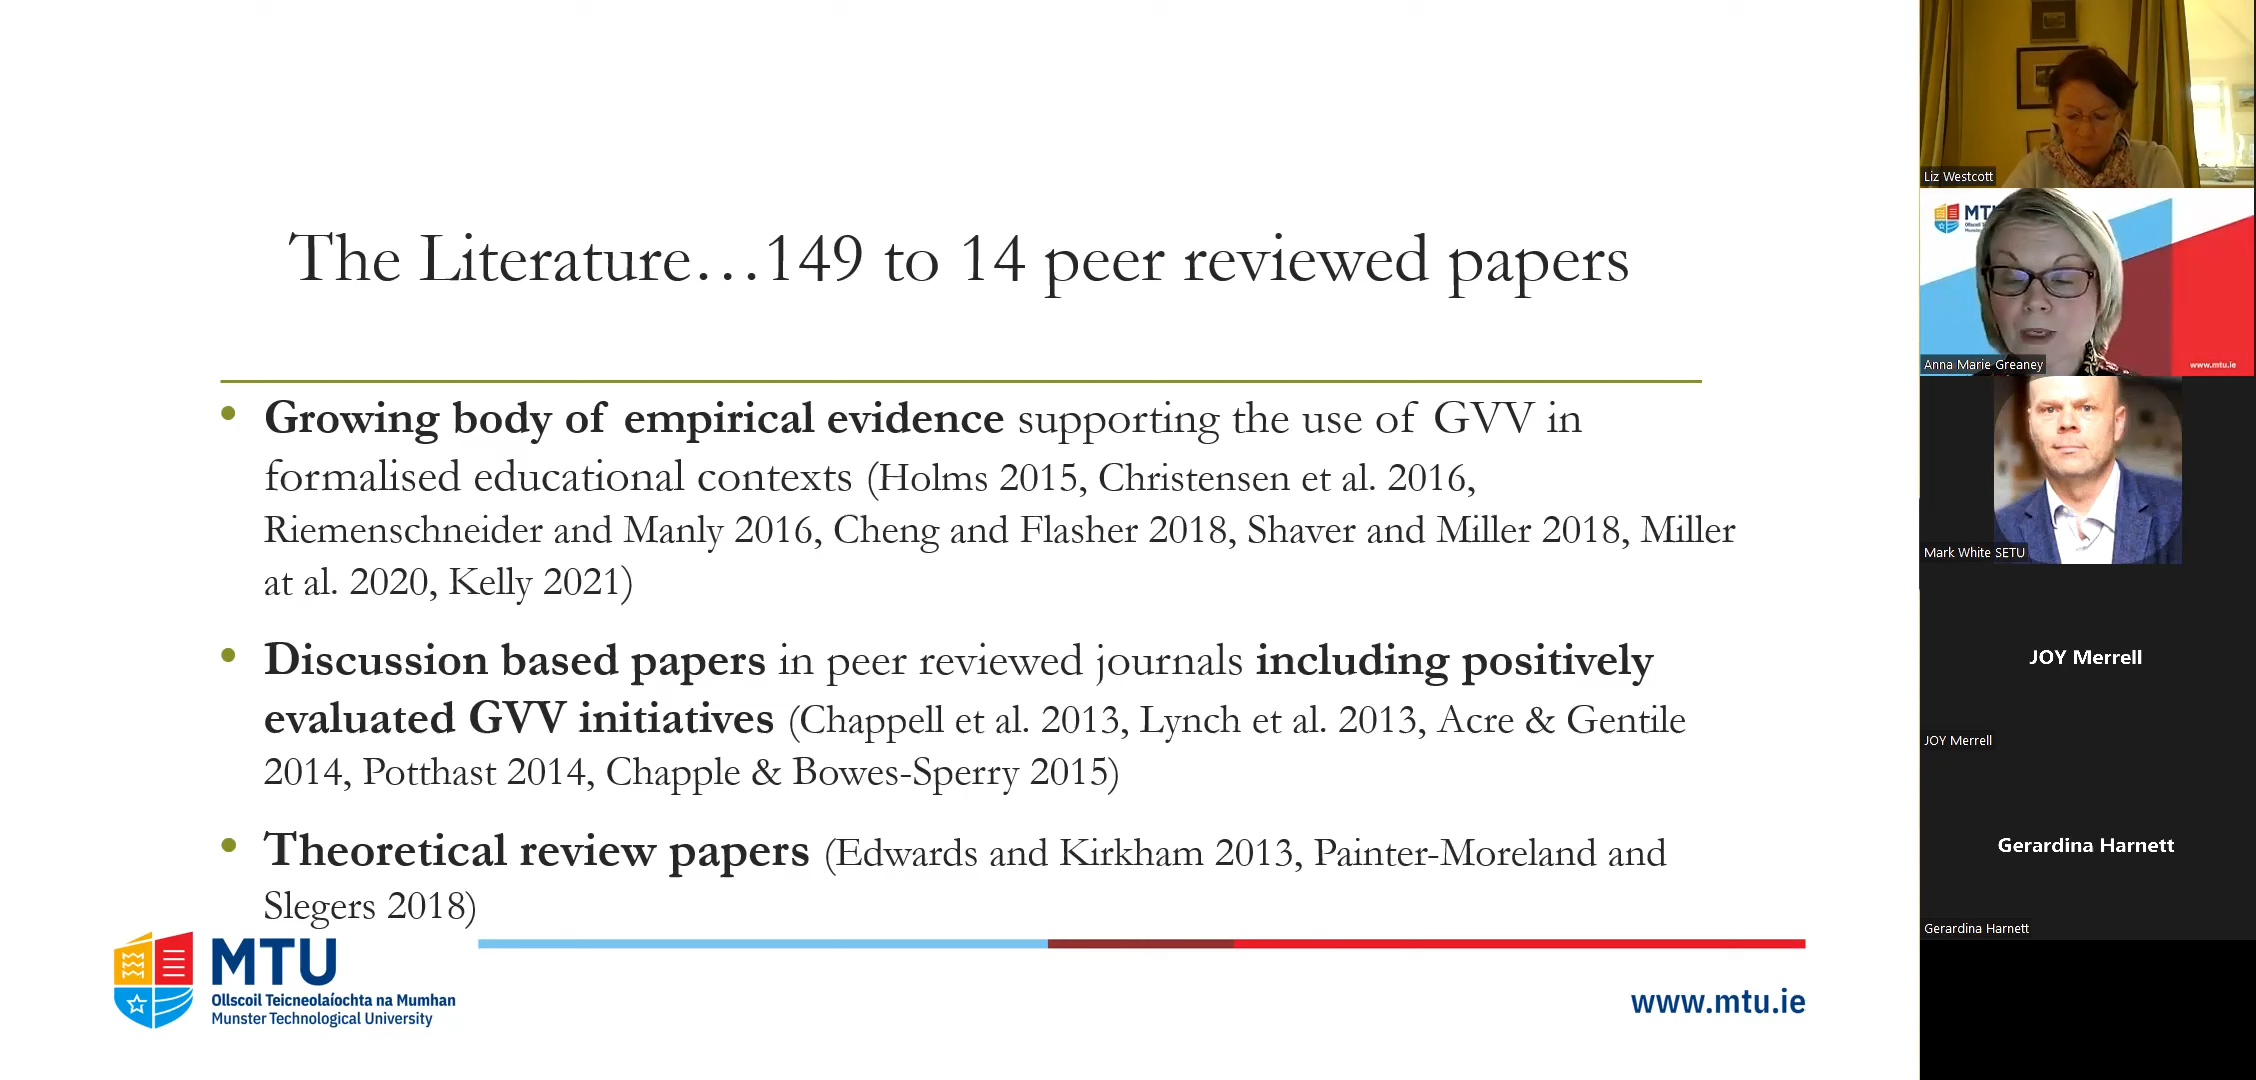 The Literature…149 to 14 peer reviewed papers
• Growing body of empirical evidence supporting the use of GVV in
formalised educational contexts (Holms 2015, Christensen et al. 2016,
Riemenschneider and Manly 2016, Cheng and Flasher 2018, Shaver and Miller 2018, Miller
at al. 2020, Kelly 2021)
• Discussion based papers in peer reviewed journals including positively
evaluated GVV initiatives (Chappell et al. 2013, Lynch et al. 2013, Acre & Gentile
2014, Potthast 2014, Chapple & Bowes-Sperry 2015)
• Theoretical review papers (Edwards and Kirkham 2013, Painter-Moreland and
Slegers 2018)
MTU
Ollscoil Teicneolaíochta na Mumhan
Munster Technological University
www.mtu.ie
Liz Westcott
www.mtu.ie
Anna Marie Greaney
Mark White SETU
JOY Merrell
JOY Merrell
Gerardina Harnett
Gerardina Harnett